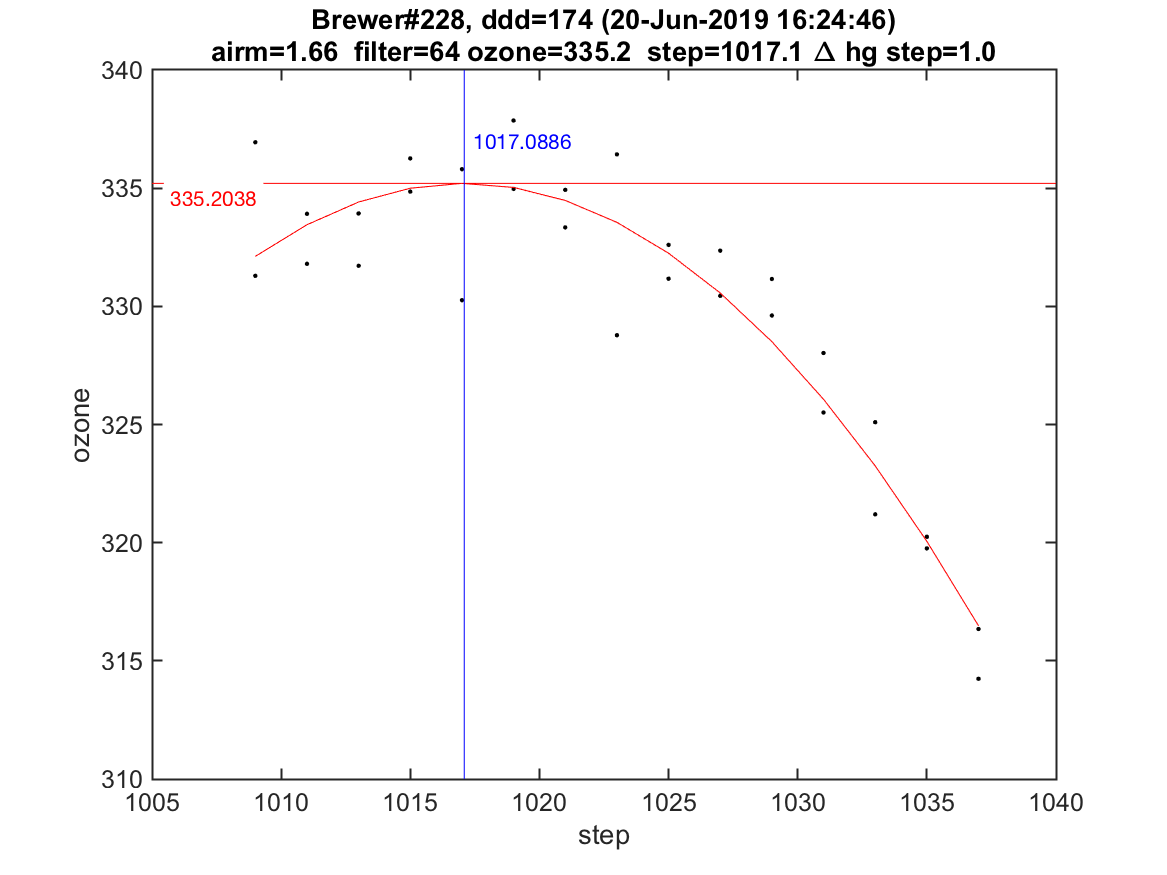 Brewer#228, ddd=174 (20-Jun-2019 16:24:46)
airm=1.66 filter=64 ozone=335.2 step=1017.1 Δ hg step=1.0
340
1017.0886
335
335.2038
330
325
ozone
320
315
310
1005 1010 1015 1020 1025 1030 1035 1040
step